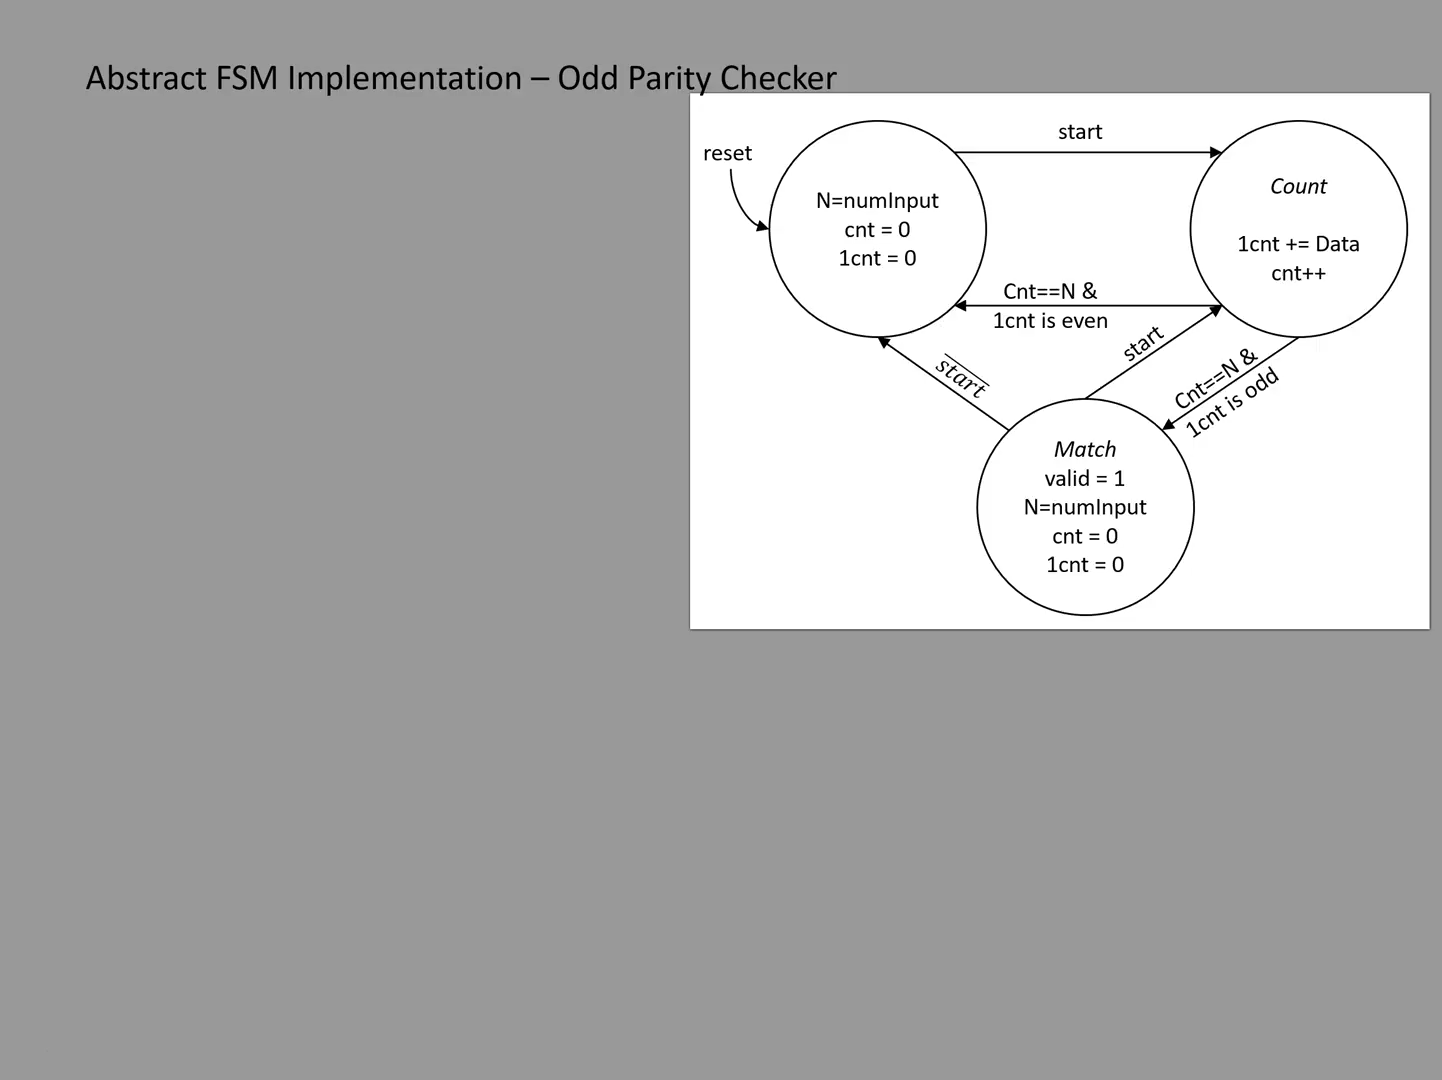 Abstract FSM Implementation – Odd Parity Checker
reset
N=numInput
cnt = 0
1cnt = 0
start
Count
1cnt += Data
cnt++
Cnt==N &
1cnt is even
start
start
Cnt==N &
1cnt is odd
Match
valid = 1
N=numInput
cnt = 0
1cnt = 0